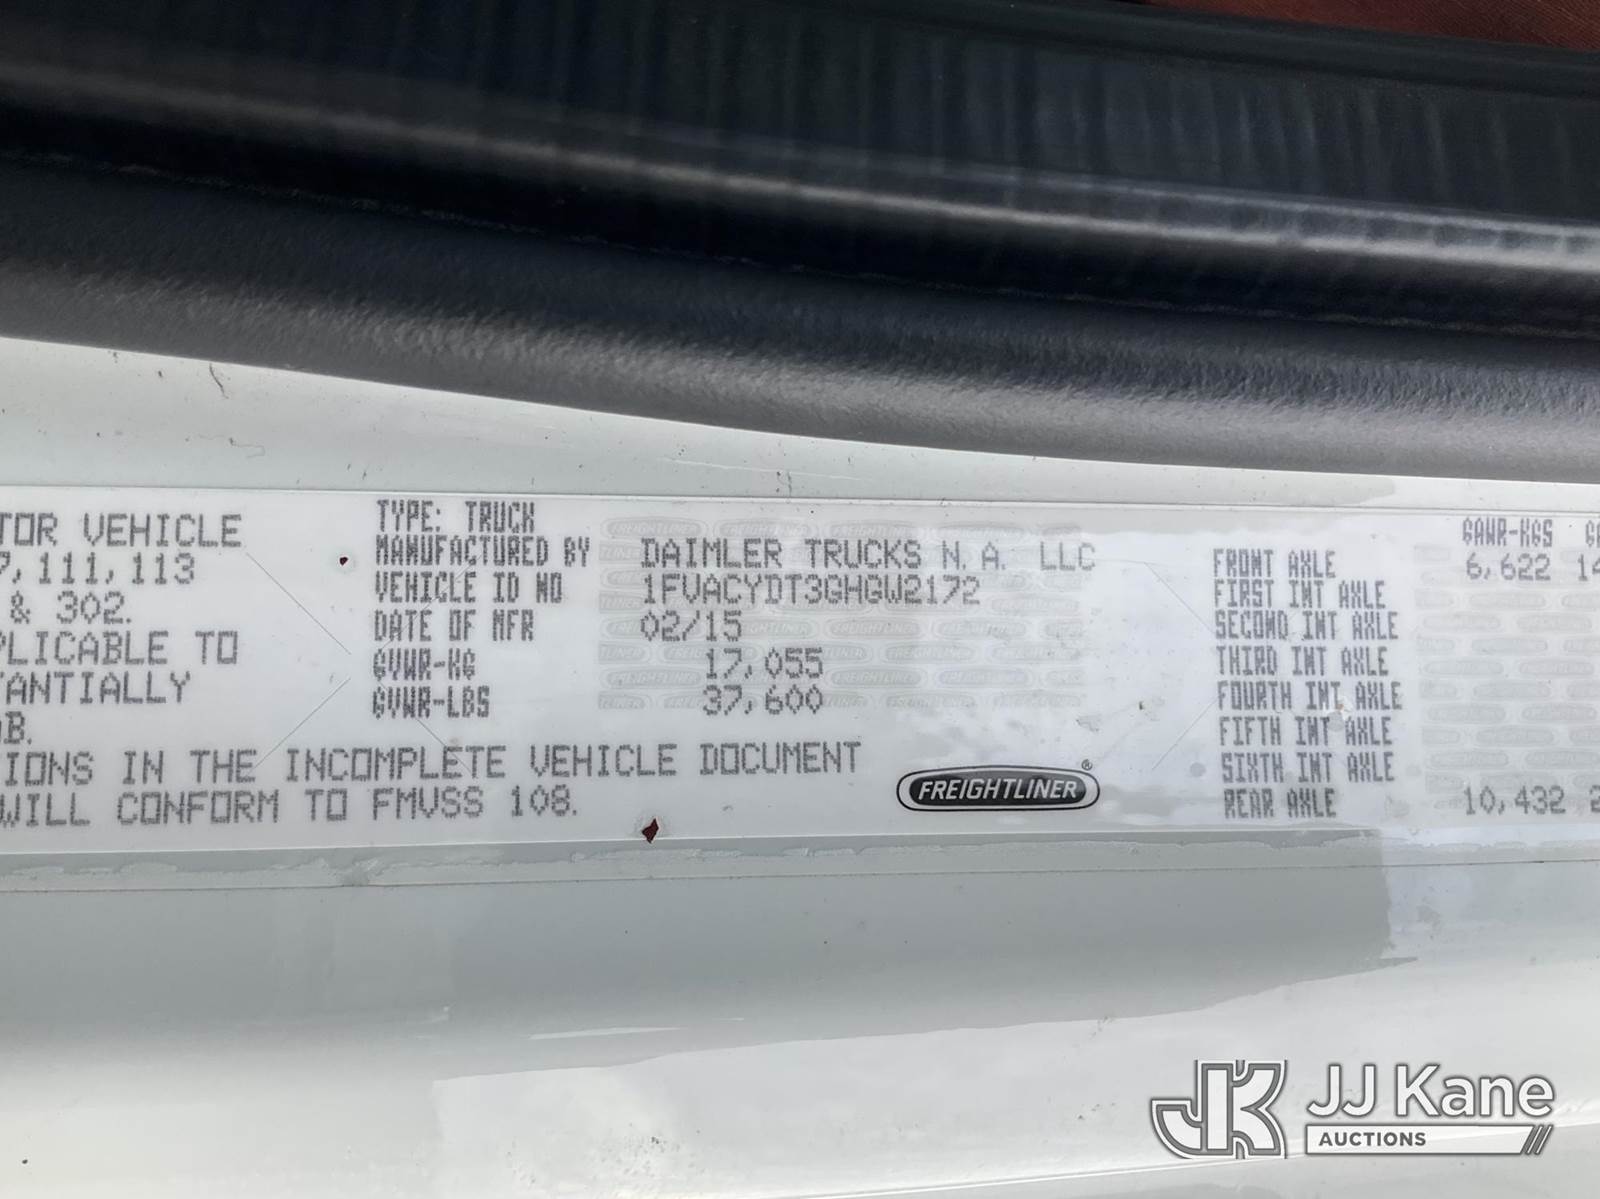 TOR VEHICLE
7, 111, 113
& 302.
PLICABLE TO
TANTIALLY
B.
IONS IN THE INCOMPLETE VEHICLE DOCUMENT
WILL CONFORM TO FMVSS 108.
TYPE: TRUCK
MANUFACTURED BY DAIMLER TRUCKS N. A. LLC
VEHICLE ID NO 1FVACYDT3GHGW2172
DATE OF MFR 02/15
GVWR-KG 17,055
GVWR-LBS 37,600
FREIGHTLINER®
GAWR-KGS
FRONT AXLE 6,622 14
FIRST INT AXLE
SECOND INT AXLE
THIRD INT AXLE
FOURTH INT AXLE
FIFTH INT AXLE
SIXTH INT AXLE
REAR AXLE 10,432 2
JK JJ Kane
AUCTIONS